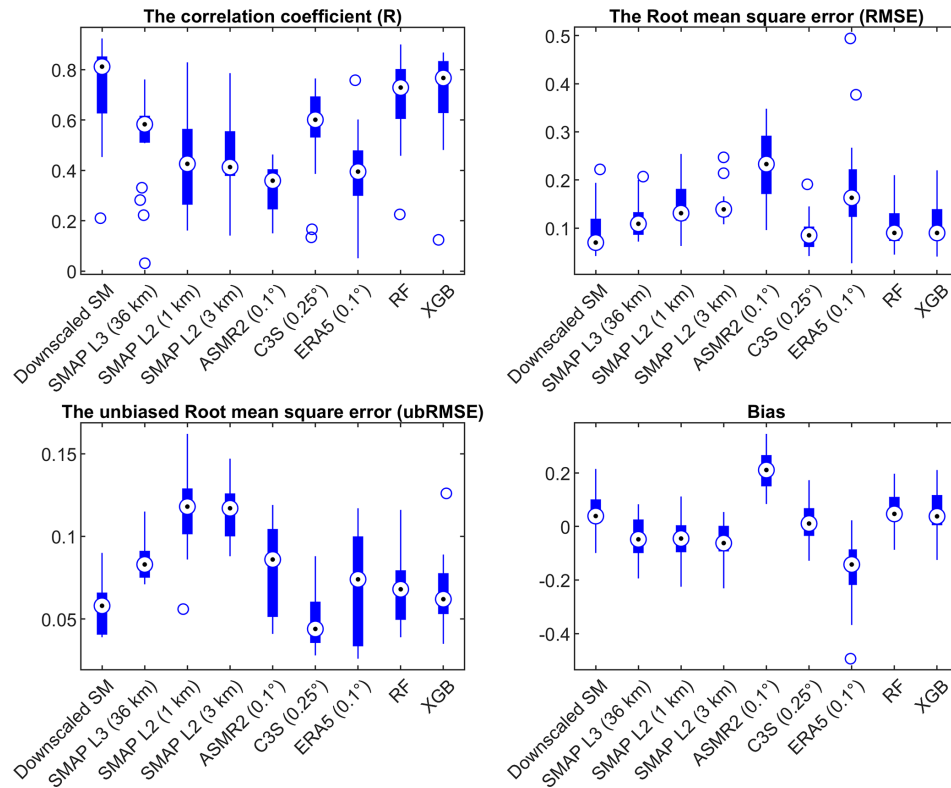 The correlation coefficient (R)
0.8
0.6
0.4
0.2
0
Downscaled SM
SMAP L3 (36 km)
SMAP L2 (1 km)
SMAP L2 (3 km)
ASMR2 (0.1°)
C3S (0.25°)
ERA5 (0.1°)
RF
XGB
The Root mean square error (RMSE)
0.5
0.4
0.3
0.2
0.1
Downscaled SM
SMAP L3 (36 km)
SMAP L2 (1 km)
SMAP L2 (3 km)
ASMR2 (0.1°)
C3S (0.25°)
ERA5 (0.1°)
RF
XGB
The unbiased Root mean square error (ubRMSE)
0.15
0.1
0.05
Downscaled SM
SMAP L3 (36 km)
SMAP L2 (1 km)
SMAP L2 (3 km)
ASMR2 (0.1°)
C3S (0.25°)
ERA5 (0.1°)
RF
XGB
Bias
0.2
0
-0.2
-0.4
Downscaled SM
SMAP L3 (36 km)
SMAP L2 (1 km)
SMAP L2 (3 km)
ASMR2 (0.1°)
C3S (0.25°)
ERA5 (0.1°)
RF
XGB